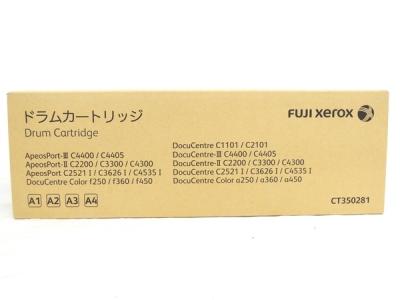 ドラムカートリッジ
Drum Cartridge
FUJI xerox
ApeosPort-III C4400 / C4405
ApeosPort-II C2200 / C3300 / C4300
ApeosPort C2521 I / C3626 I / C4535 I
DocuCentre Color f250 / f360 / f450
DocuCentre C1101 / C2101
DocuCentre-III C4400 / C4405
DocuCentre-II C2200 / C3300 / C4300
DocuCentre C2521 I / C3626 I / C4535 I
DocuCentre Color a250 / a360 / a450
A1 A2 A3 A4
CT350281